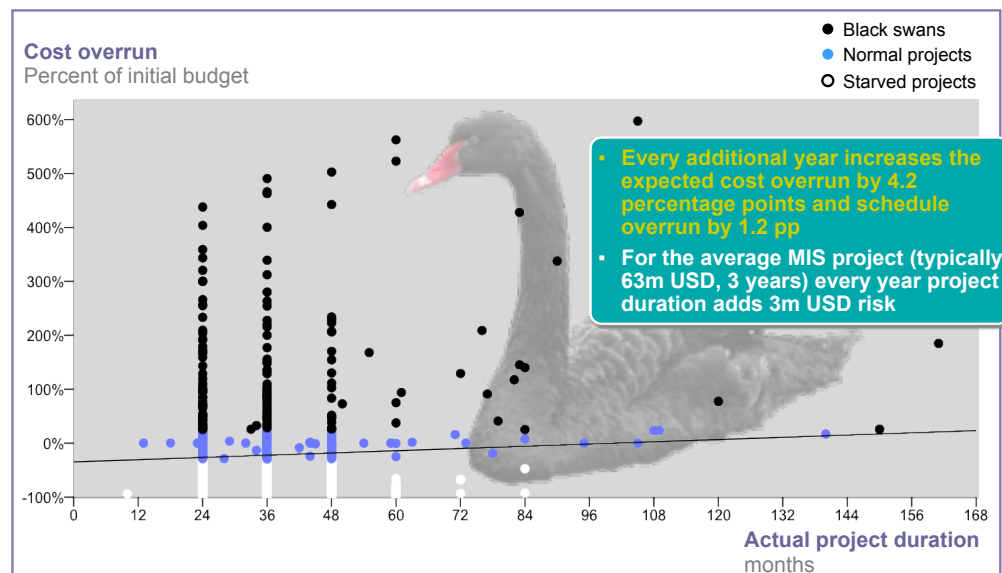 Cost overrun
Percent of initial budget
Black swans
Normal projects
Starved projects
600%
500%
400%
300%
200%
100%
0%
-100%
▪ Every additional year increases the
expected cost overrun by 4.2
percentage points and schedule
overrun by 1.2 pp
▪ For the average MIS project (typically
63m USD, 3 years) every year project
duration adds 3m USD risk
0 12 24 36 48 60 72 84 96 108 120 132 144 156 168
Actual project duration
months